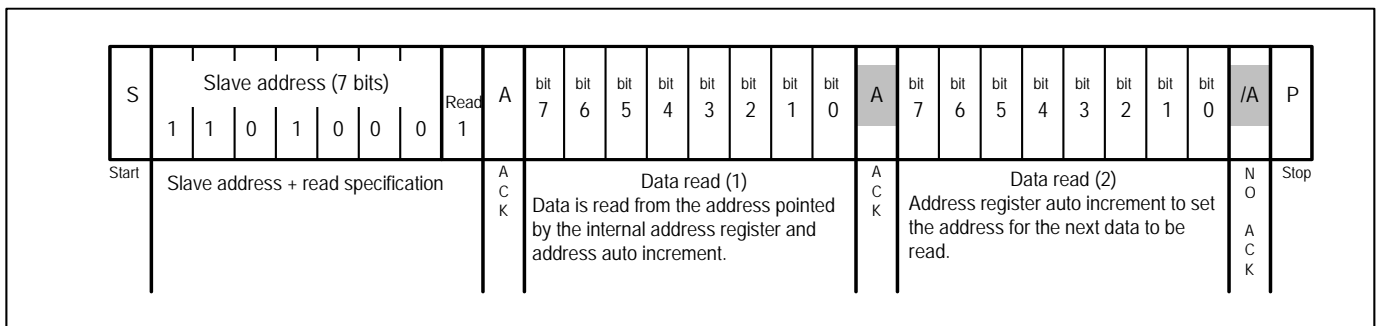 S
Slave address (7 bits)
1 1 0 1 0 0 0
Read
1
A
bit 7
bit 6
bit 5
bit 4
bit 3
bit 2
bit 1
bit 0
A
bit 7
bit 6
bit 5
bit 4
bit 3
bit 2
bit 1
bit 0
/A
P
Start
Slave address + read specification
A
C
K
Data read (1)
Data is read from the address pointed
by the internal address register and
address auto increment.
A
C
K
Data read (2)
Address register auto increment to set
the address for the next data to be
read.
N
O
A
C
K
Stop